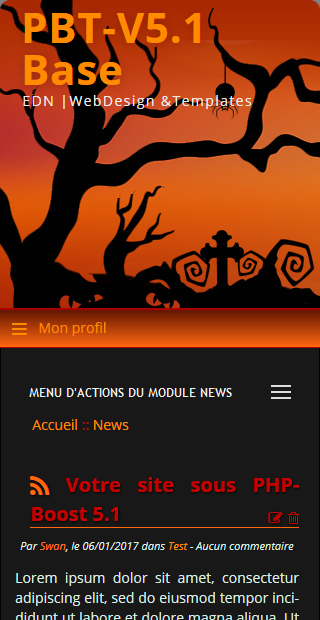 PBT-V5.1
Base
EDN |WebDesign &Templates
Mon profil
MENU D'ACTIONS DU MODULE NEWS
Accueil :: News
Votre site sous PHP-
Boost 5.1
Par Swan, le 06/01/2017 dans Test - Aucun commentaire
Lorem ipsum dolor sit amet, consectetur
adipiscing elit, sed do eiusmod tempor inci-
didunt ut labore et dolore magna aliqua. Ut